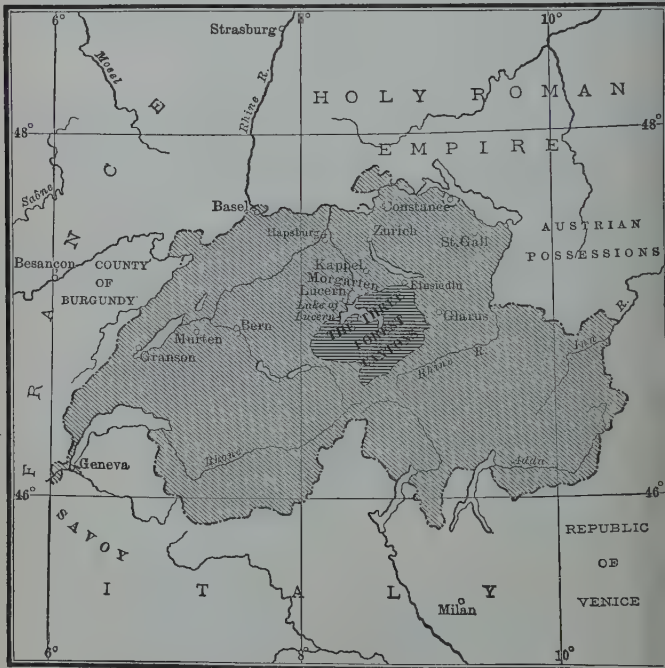 6°
8°
10°
Strasburg
Mosel
Rhine R.
HOLY ROMAN
EMPIRE
48°
48°
Saône
Basel
Constance
Hapsburg
Zurich
St. Gall
AUSTRIAN
POSSESSIONS
Besançon
COUNTY
OF
BURGUNDY
FRANCE
Kappel
Morgarten
Einsiedln
Lucern
Lake of
Lucern
THE THREE
FOREST
CANTONS
Glarus
Murten
Bern
Granson
Rhine R.
Inn
R.
Rhone
Adda
Geneva
46°
46°
SAVOY
ITALY
Milan
REPUBLIC
OF
VENICE
6°
8°
10°